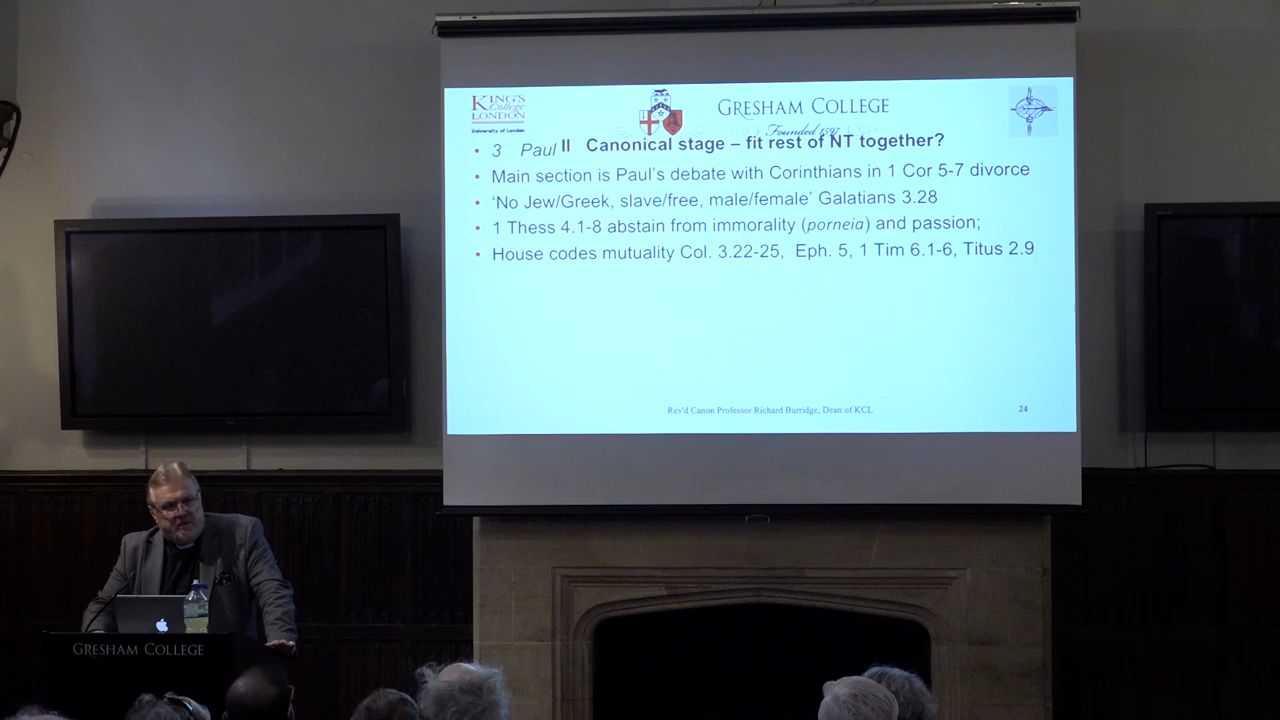 KING'S
College
LONDON
University of London
GRESHAM COLLEGE
Founded 1597
• 3 Paul II Canonical stage – fit rest of NT together?
• Main section is Paul's debate with Corinthians in 1 Cor 5-7 divorce
• 'No Jew/Greek, slave/free, male/female' Galatians 3.28
• 1 Thess 4.1-8 abstain from immorality (porneia) and passion;
• House codes mutuality Col. 3.22-25, Eph. 5, 1 Tim 6.1-6, Titus 2.9
Rev'd Canon Professor Richard Burridge, Dean of KCL
24
GRESHAM COLLEGE